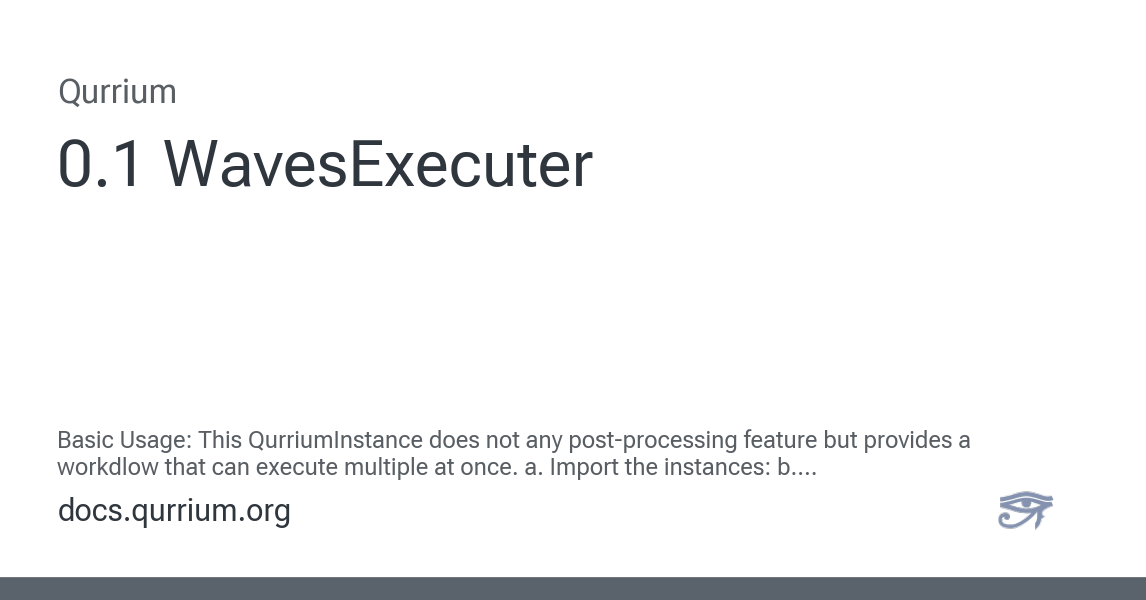 Qurrium
0.1 WavesExecuter
Basic Usage: This QurriumInstance does not any post-processing feature but provides a
workdlow that can execute multiple at once. a. Import the instances: b....
docs.qurrium.org